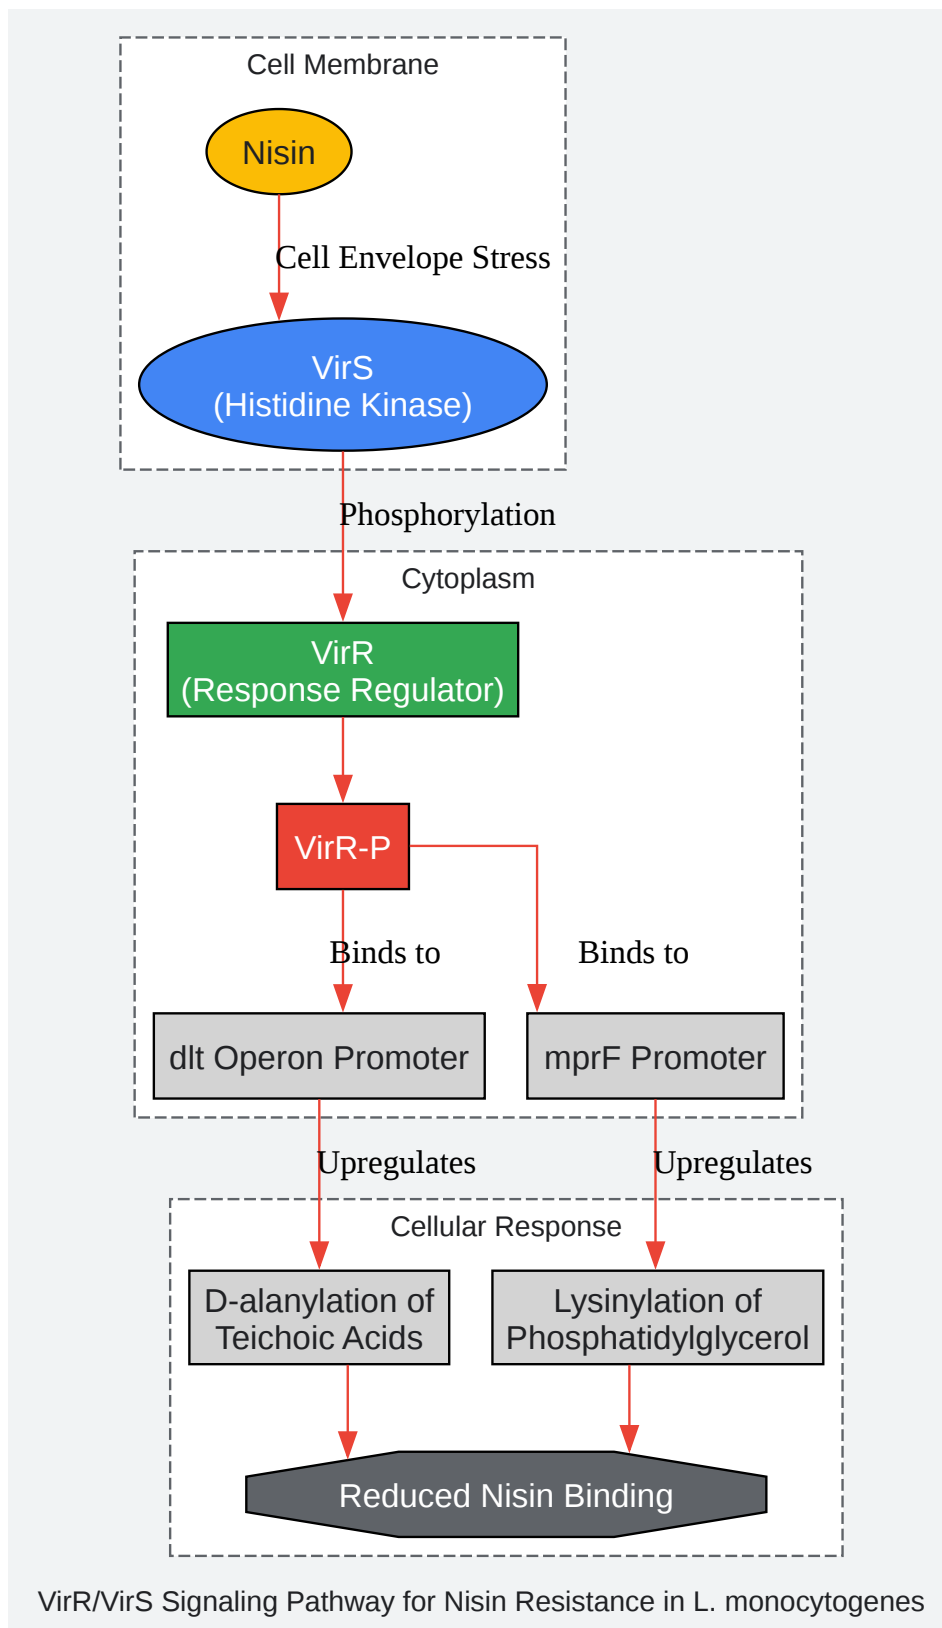 Cell Membrane
Nisin
Cell Envelope Stress
VirS
(Histidine Kinase)
Phosphorylation
Cytoplasm
VirR
(Response Regulator)
VirR-P
Binds to
Binds to
dlt Operon Promoter
mprF Promoter
Upregulates
Upregulates
Cellular Response
D-alanylation of
Teichoic Acids
Lysinylation of
Phosphatidylglycerol
Reduced Nisin Binding
VirR/VirS Signaling Pathway for Nisin Resistance in L. monocytogenes